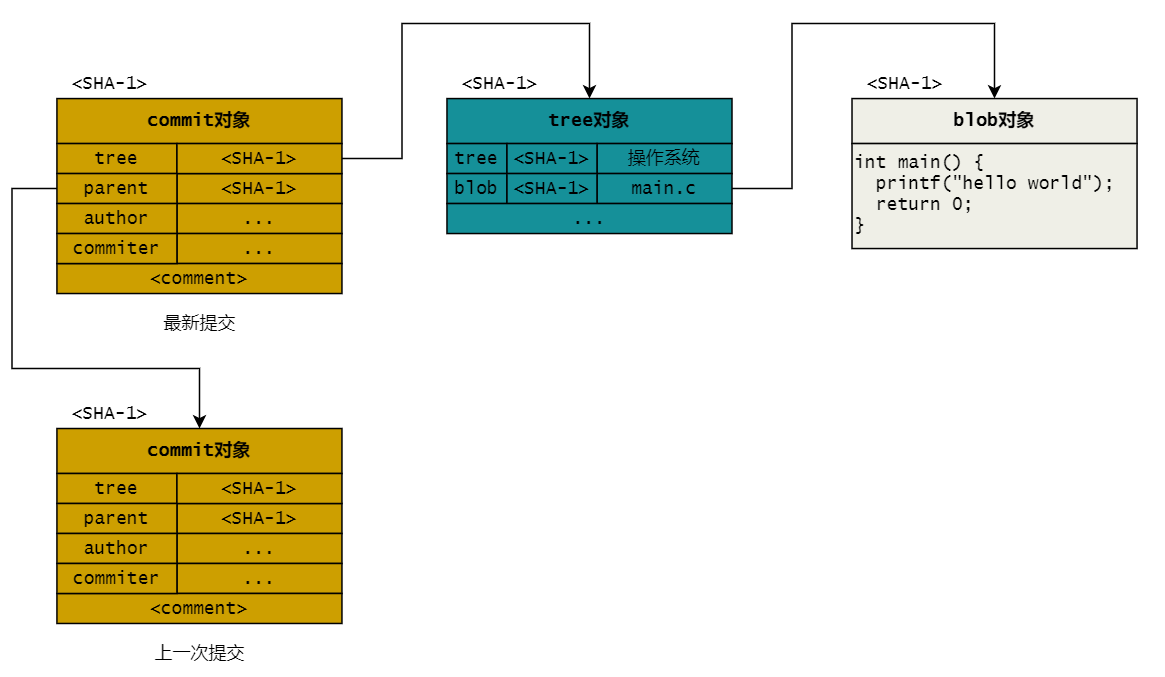 <SHA-1>
commit对象
tree <SHA-1>
parent <SHA-1>
author ...
commiter ...
<comment>
最新提交
<SHA-1>
tree对象
tree <SHA-1> 操作系统
blob <SHA-1> main.c
...
<SHA-1>
blob对象
int main() {
  printf("hello world");
  return 0;
}
<SHA-1>
commit对象
tree <SHA-1>
parent <SHA-1>
author ...
commiter ...
<comment>
上一次提交